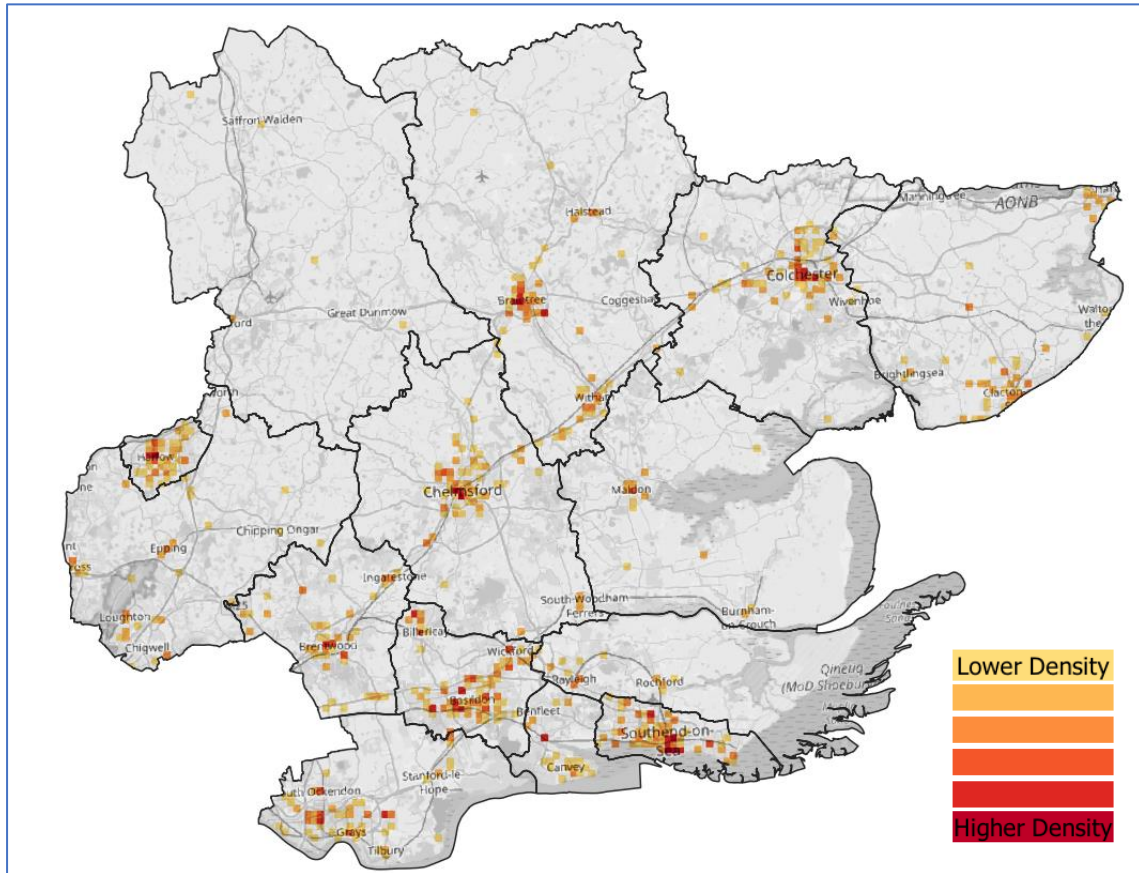 Saffron Walden
Halstead
Manningtree
AONB
Colchester
Braintree
Wivenhoe
Great Dunmow
Walto
the
Brightlingsea
Clacton
Witham
Harlow
Chelmsford
Maldon
Chipping Ongar
Epping
Ingatestone
South Woodham
Ferrers
Burnham-
on-Crouch
Loughton
Chigwell
Brentwood
Billericay
Wickford
Rayleigh
Rochford
Basildon
Benfleet
Southend-on-
Sea
Canvey
Stanford-le-
Hope
Grays
Tilbury
Lower Density
Higher Density